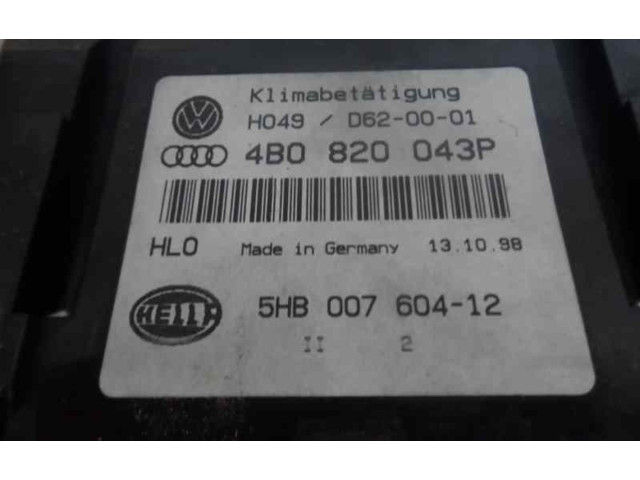 Klimabetätigung
H049 / D62-00-01
4B0 820 043P
HLO Made in Germany 13.10.98
HELLA 5HB 007 604-12
II 2